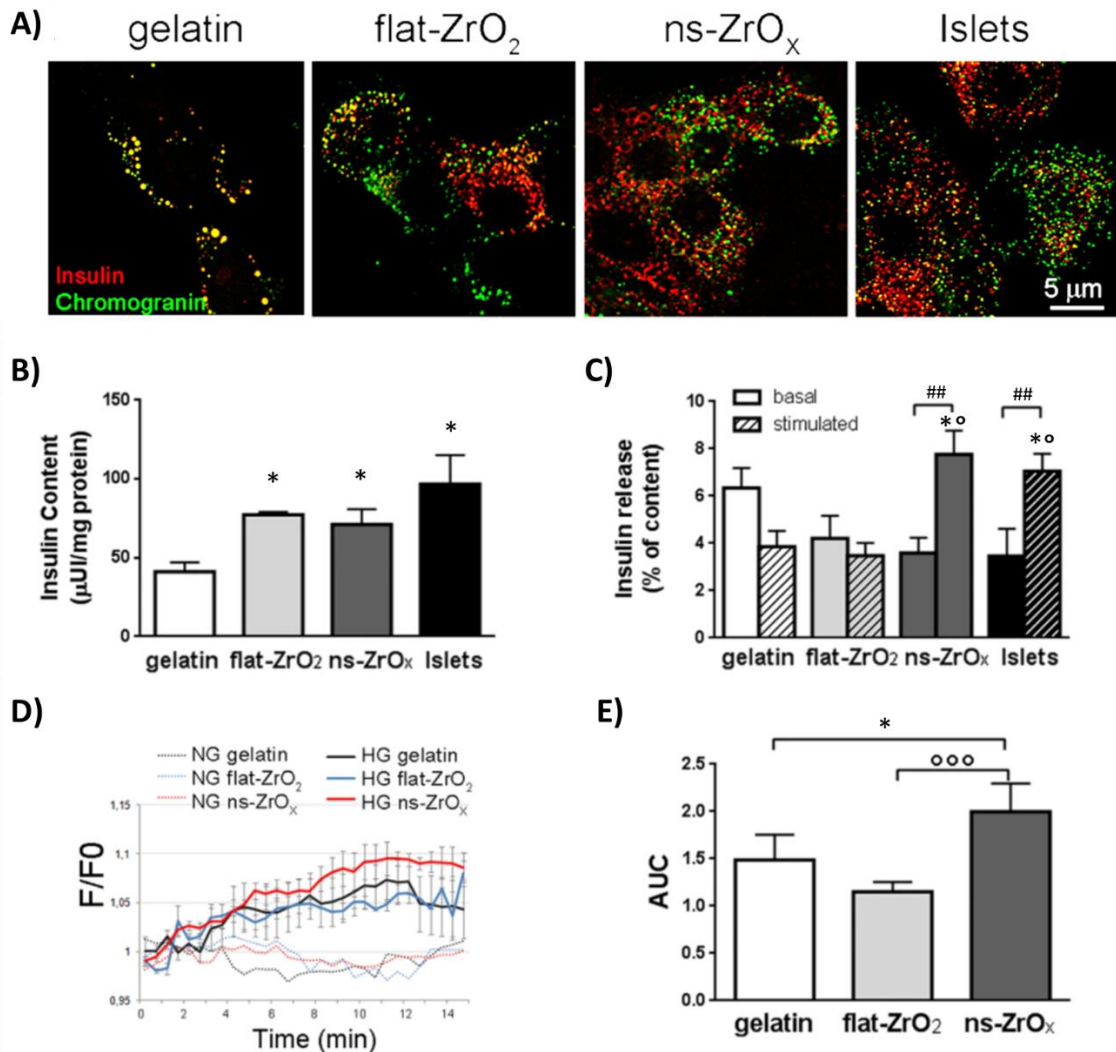 A)
gelatin flat-ZrO₂ ns-ZrOₓ Islets
Insulin
Chromogranin
5 μm
B)
Insulin Content
(μUI/mg protein)
150
100
50
0
*
*
*
gelatin flat-ZrO₂ ns-ZrOₓ Islets
C)
Insulin release
(% of content)
10
8
6
4
2
0
basal
stimulated
## ##
*° *°
gelatin flat-ZrO₂ ns-ZrOₓ Islets
D)
NG gelatin HG gelatin
NG flat-ZrO₂ HG flat-ZrO₂
NG ns-ZrOₓ HG ns-ZrOₓ
F/F0
1,15
1,1
1,05
1
0,95
0 2 4 6 8 10 12 14
Time (min)
E)
*
°°°
AUC
2.5
2.0
1.5
1.0
0.5
0.0
gelatin flat-ZrO₂ ns-ZrOₓ